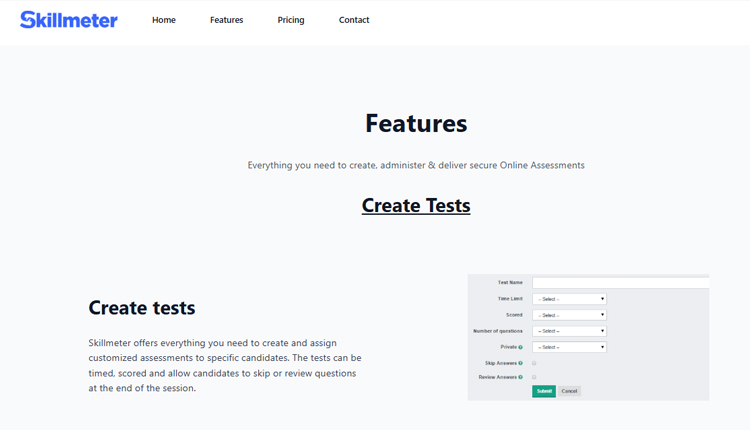 Skillmeter Home Features Pricing Contact
Features
Everything you need to create, administer & deliver secure Online Assessments
Create Tests
Create tests
Skillmeter offers everything you need to create and assign
customized assessments to specific candidates. The tests can be
timed, scored and allow candidates to skip or review questions
at the end of the session.
Test Name
Time Limit -- Select --
Scored -- Select --
Number of questions -- Select --
Private -- Select --
Skip Answers
Review Answers
Submit Cancel